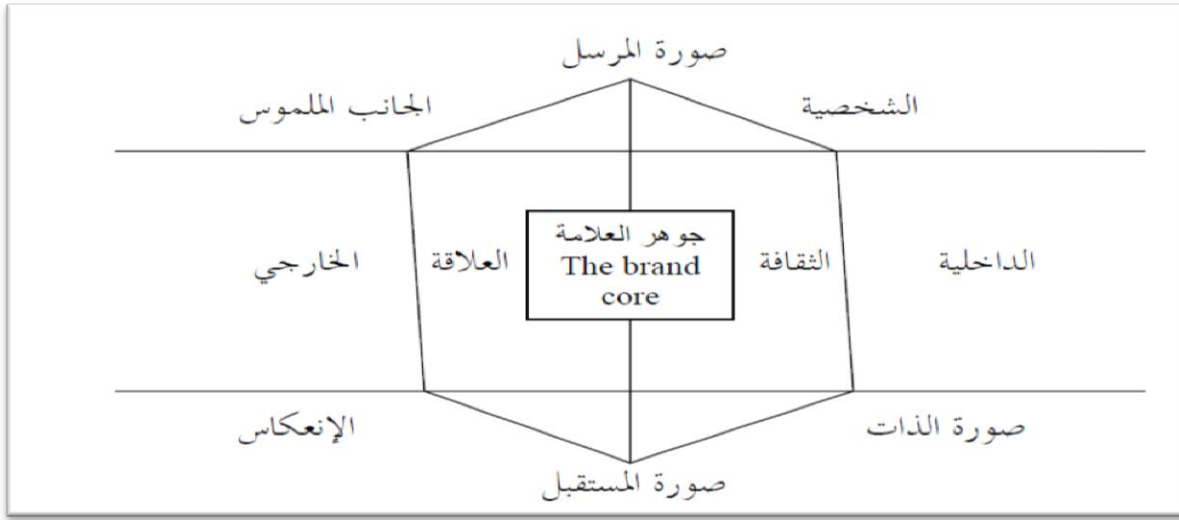 صورة المرسل
الشخصية
الجانب الملموس
الداخلية
الثقافة
جوهر العلامة
The brand
core
العلاقة
الخارجي
صورة الذات
الإنعكاس
صورة المستقبل